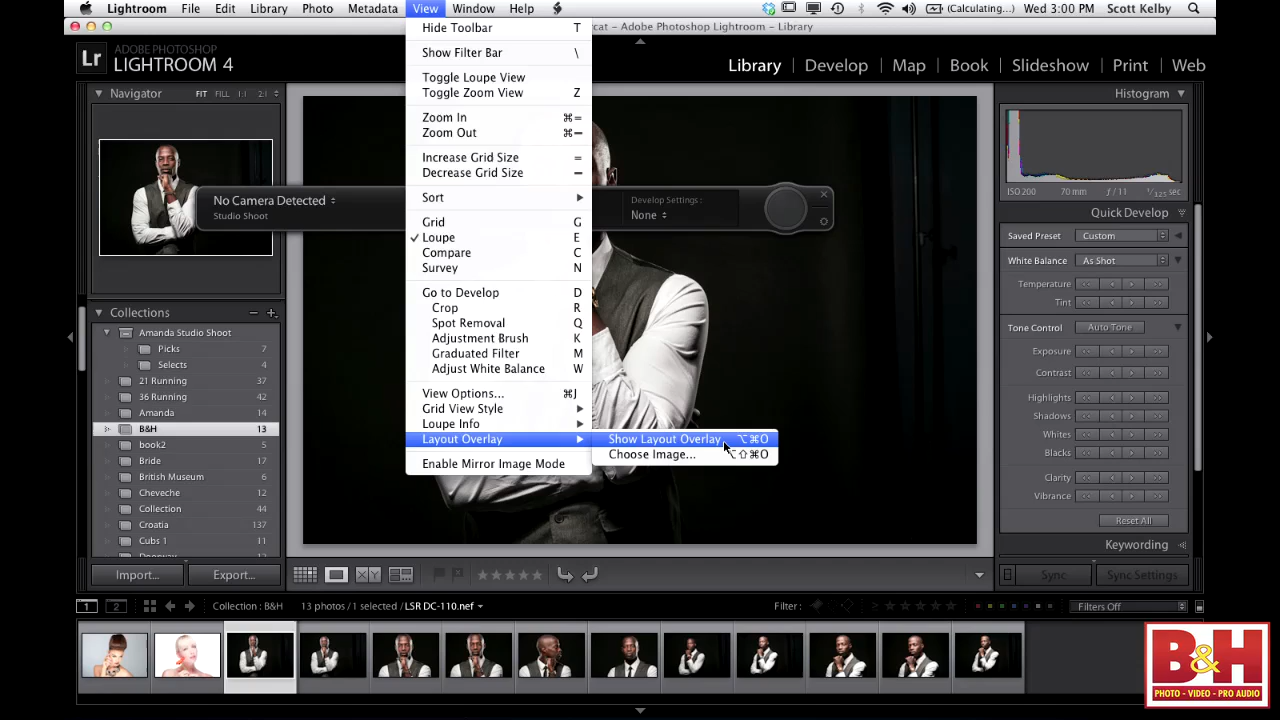 Lightroom File Edit Library Photo Metadata View Window Help (Calculating...) Wed 3:00 PM Scott Kelby
cat - Adobe Photoshop Lightroom - Library
Lr ADOBE PHOTOSHOP
LIGHTROOM 4
Library Develop Map Book Slideshow Print Web
Navigator FIT FILL 1:1 2:1
Hide Toolbar T
Show Filter Bar \
Toggle Loupe View
Toggle Zoom View Z
Zoom In ⌘=
Zoom Out ⌘−
Increase Grid Size =
Decrease Grid Size −
Sort
Grid G
✓ Loupe E
Compare C
Survey N
Go to Develop D
Crop R
Spot Removal Q
Adjustment Brush K
Graduated Filter M
Adjust White Balance W
View Options... ⌘J
Grid View Style
Loupe Info
Layout Overlay
Enable Mirror Image Mode
Show Layout Overlay ⌥⌘O
Choose Image... ⌥⇧⌘O
No Camera Detected
Studio Shoot
Develop Settings :
None
Collections − +
Amanda Studio Shoot
Picks 7
Selects 4
21 Running 37
36 Running 42
Amanda 14
B&H 13
book2 5
Bride 17
British Museum 6
Cheveche 12
Collection 44
Croatia 137
Cubs 1 12
Doorway
Import... Export...
Histogram
ISO 200 70 mm ƒ / 11 1/125 sec
Quick Develop
Saved Preset Custom
White Balance As Shot
Temperature
Tint
Tone Control Auto Tone
Exposure
Contrast
Highlights
Shadows
Whites
Blacks
Clarity
Vibrance
Reset All
Keywording
Sync Sync Settings
XY
1 2 Collection : B&H 13 photos / 1 selected / LSR DC-110.nef Filter : Filters Off
B&H
PHOTO - VIDEO - PRO AUDIO